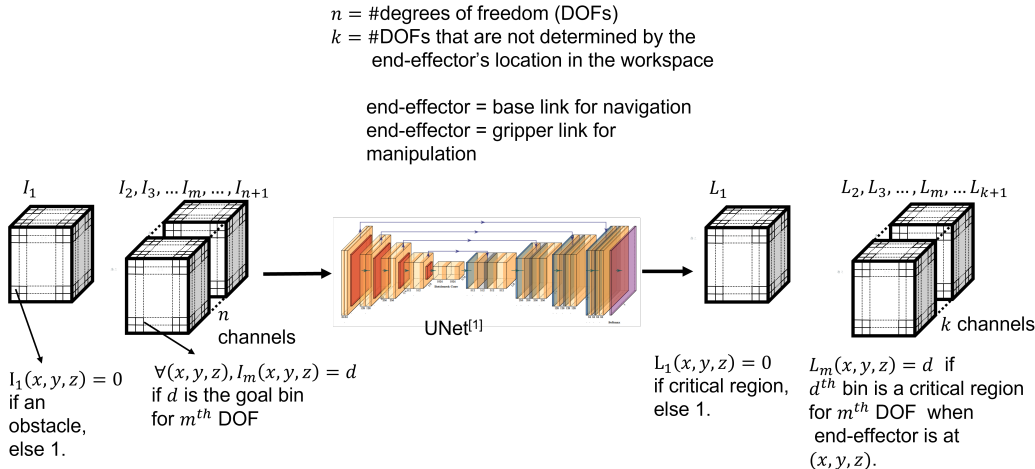 n = #degrees of freedom (DOFs)
k = #DOFs that are not determined by the
end-effector's location in the workspace
end-effector = base link for navigation
end-effector = gripper link for
manipulation
I₁
I₂, I₃, … Iₘ, … , Iₙ₊₁
L₁
L₂, L₃, … , Lₘ, … Lₖ₊₁
n
channels
UNet[1]
k channels
I₁(x, y, z) = 0
if an
obstacle,
else 1.
∀(x, y, z), Iₘ(x, y, z) = d
if d is the goal bin
for mᵗʰ DOF
L₁(x, y, z) = 0
if critical region,
else 1.
Lₘ(x, y, z) = d if
dᵗʰ bin is a critical region
for mᵗʰ DOF when
end-effector is at
(x, y, z).